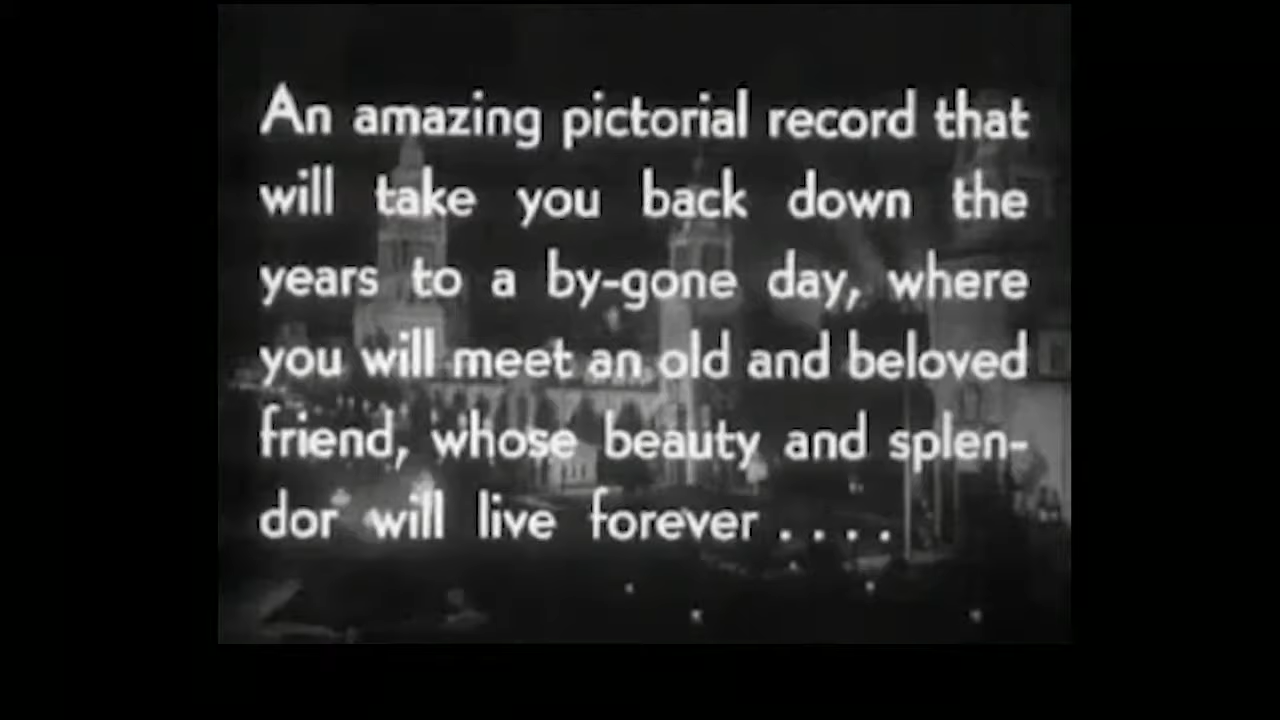 An amazing pictorial record that
will take you back down the
years to a by-gone day, where
you will meet an old and beloved
friend, whose beauty and splen-
dor will live forever . . . .